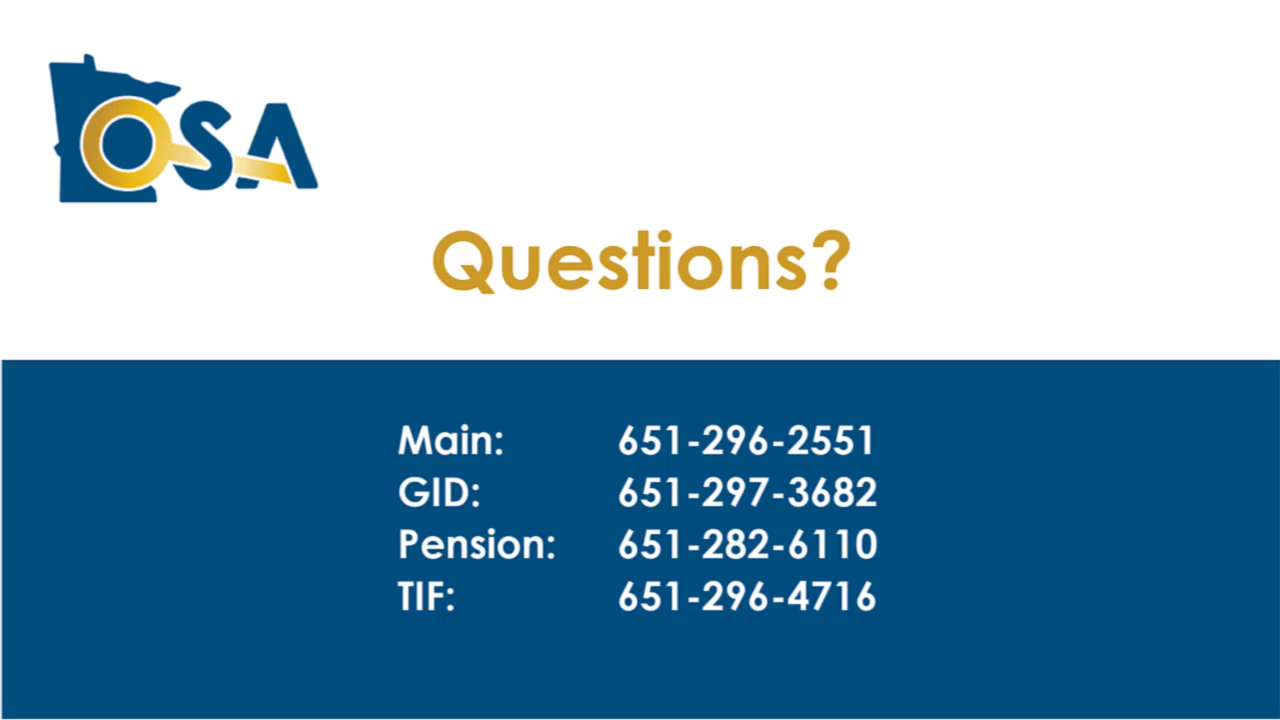 OSA
Questions?
Main: 651-296-2551
GID: 651-297-3682
Pension: 651-282-6110
TIF: 651-296-4716